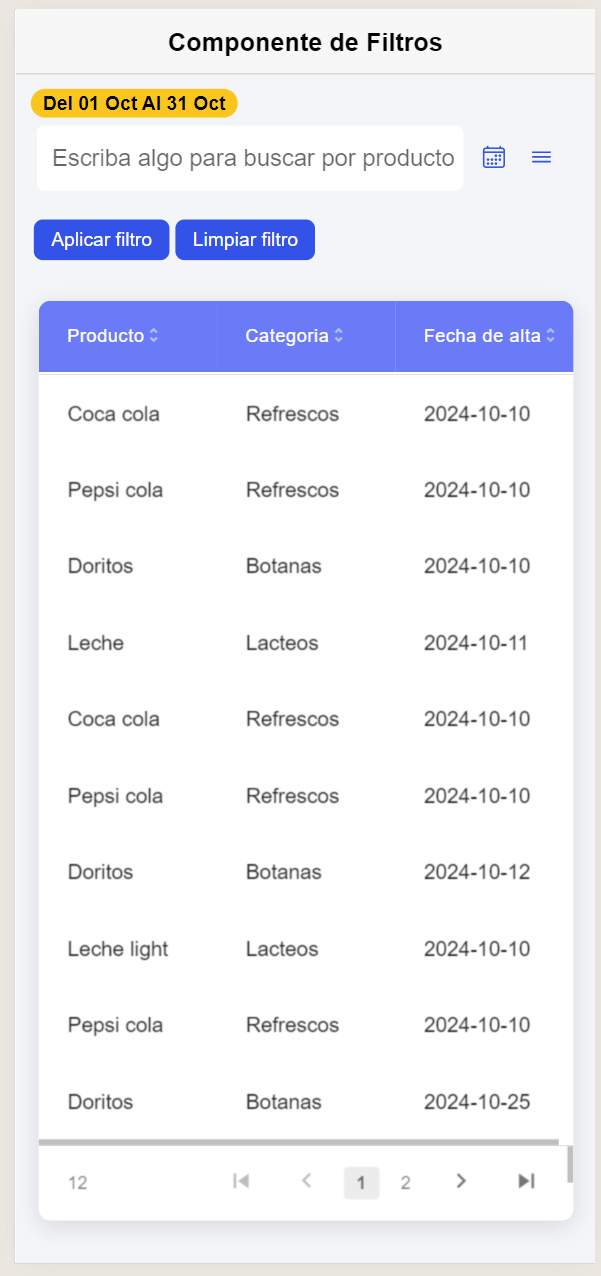 Componente de Filtros
Del 01 Oct Al 31 Oct
Escriba algo para buscar por producto
Aplicar filtro Limpiar filtro
Producto Categoria Fecha de alta
Coca cola Refrescos 2024-10-10
Pepsi cola Refrescos 2024-10-10
Doritos Botanas 2024-10-10
Leche Lacteos 2024-10-11
Coca cola Refrescos 2024-10-10
Pepsi cola Refrescos 2024-10-10
Doritos Botanas 2024-10-12
Leche light Lacteos 2024-10-10
Pepsi cola Refrescos 2024-10-10
Doritos Botanas 2024-10-25
12 1 2